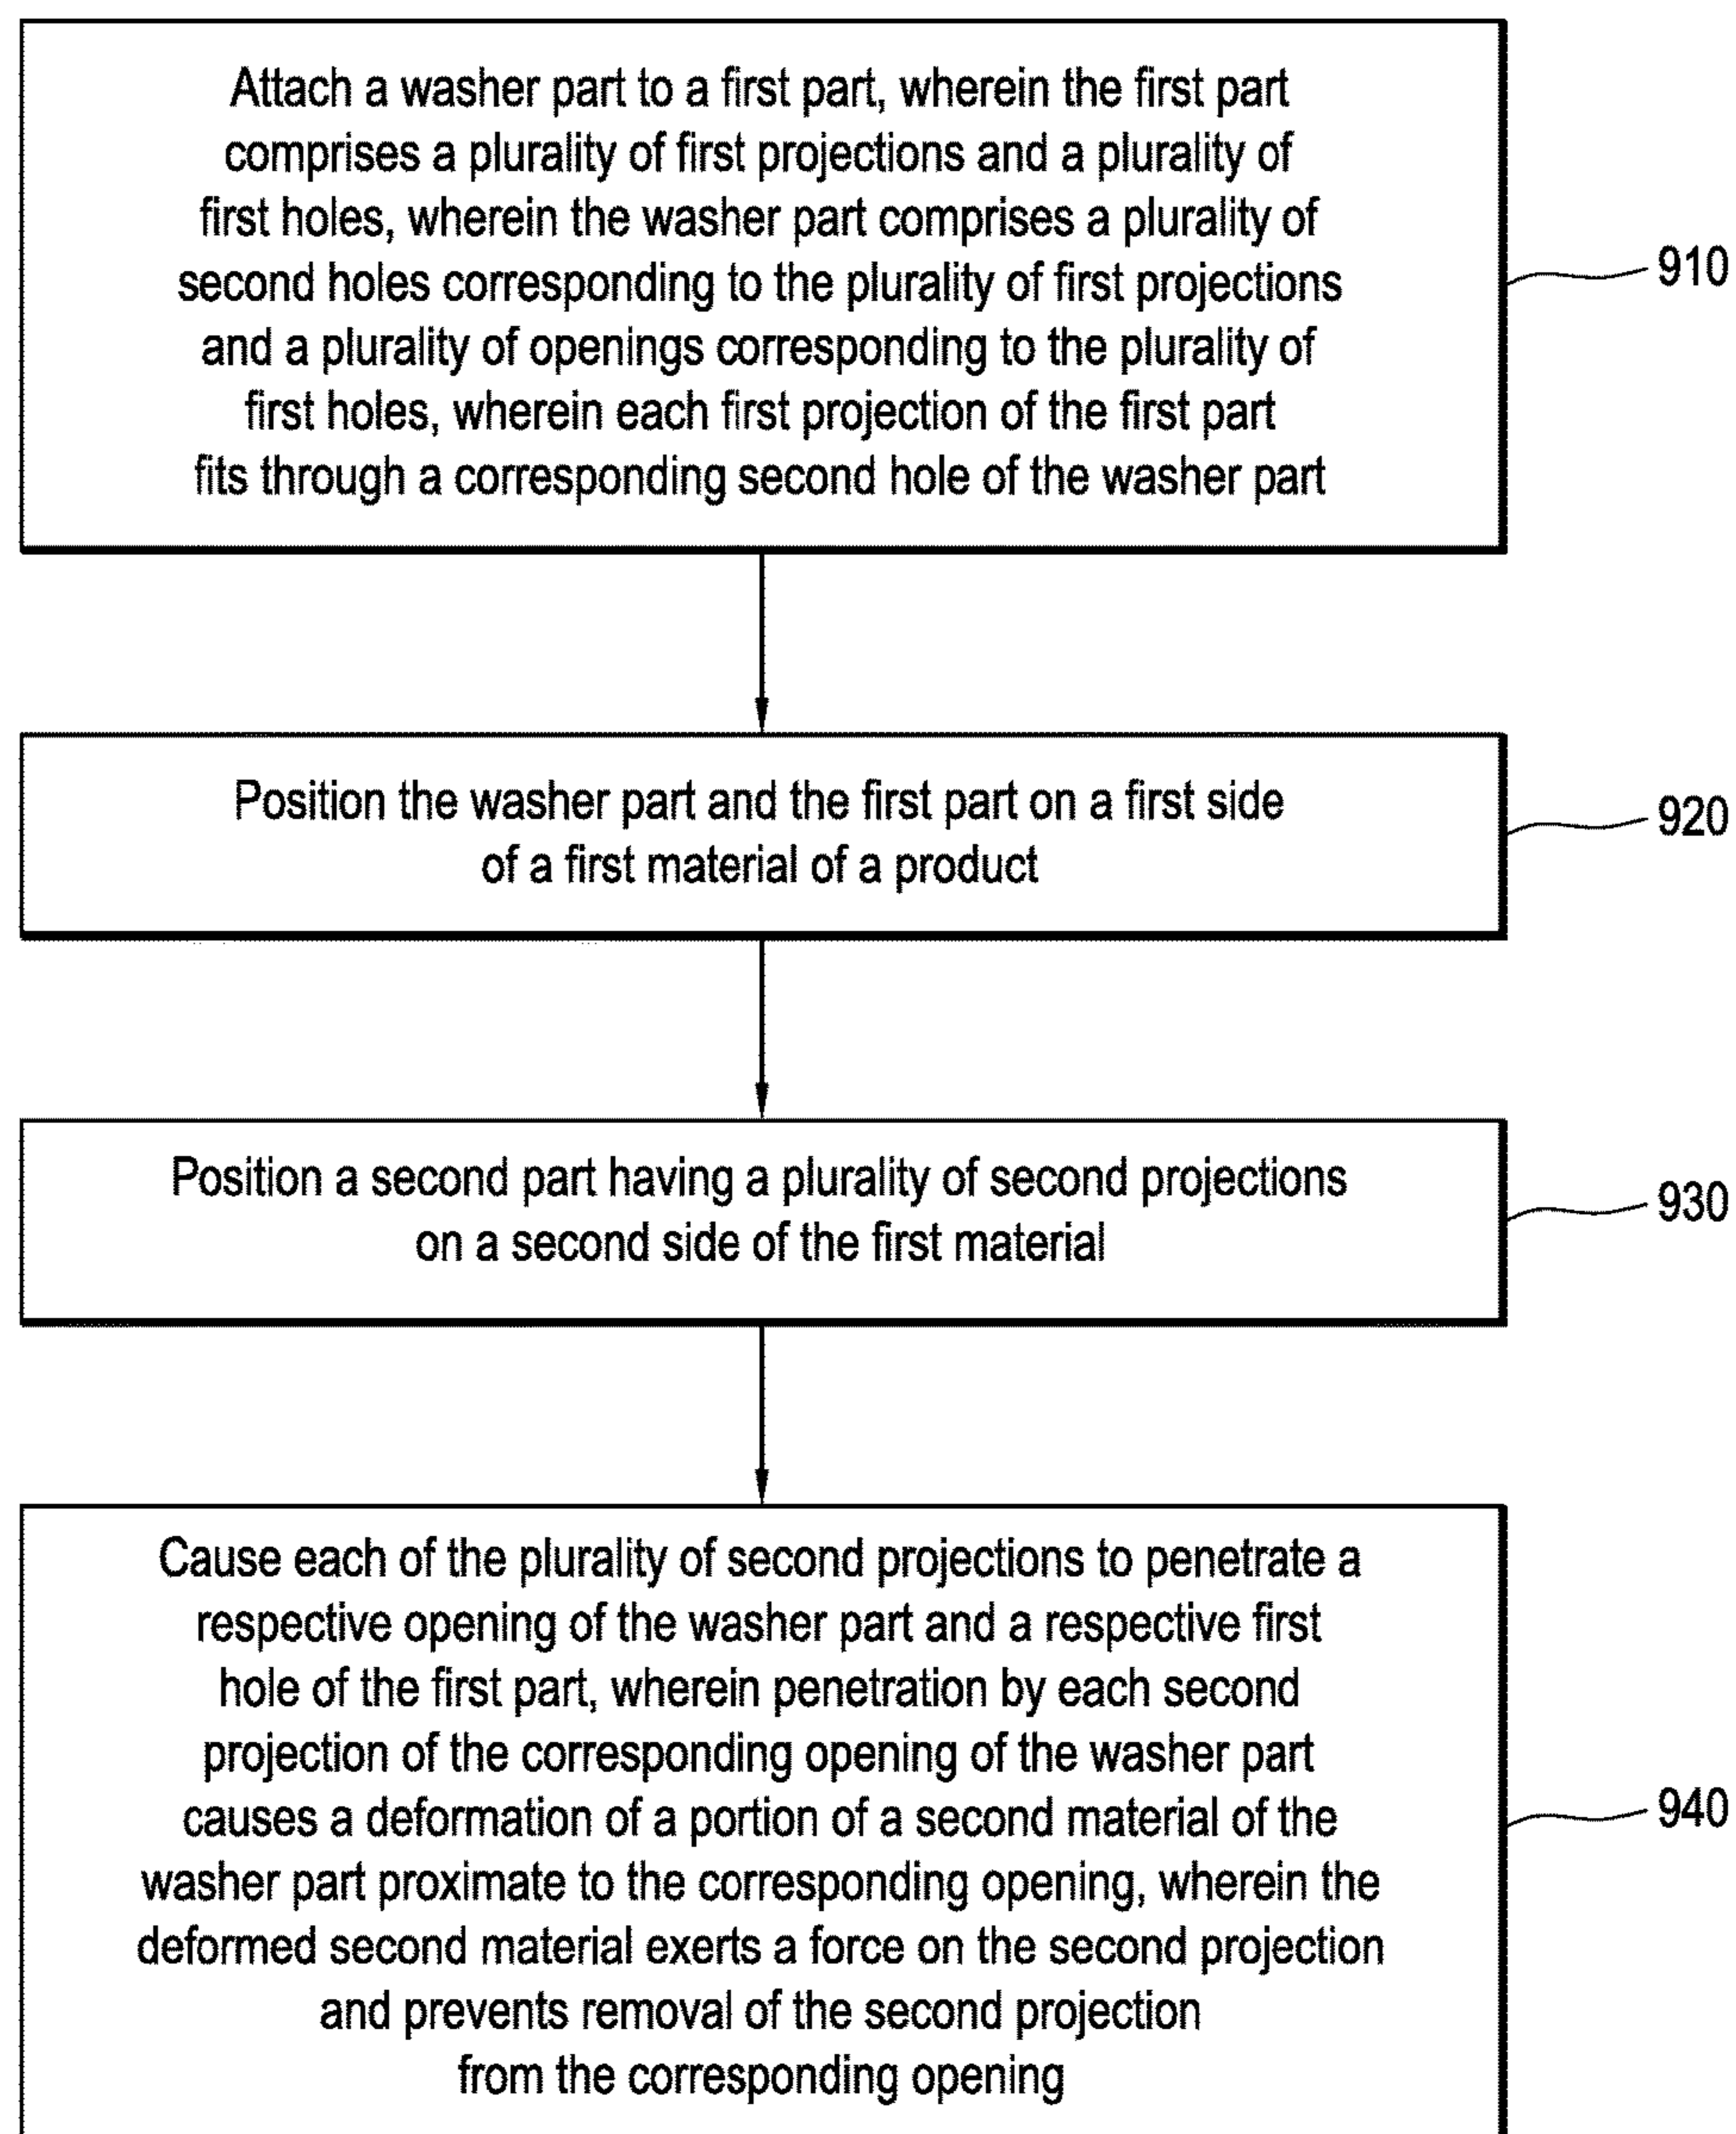 Attach a washer part to a first part, wherein the first part
comprises a plurality of first projections and a plurality of
first holes, wherein the washer part comprises a plurality of
second holes corresponding to the plurality of first projections
and a plurality of openings corresponding to the plurality of
first holes, wherein each first projection of the first part
fits through a corresponding second hole of the washer part
910
Position the washer part and the first part on a first side
of a first material of a product
920
Position a second part having a plurality of second projections
on a second side of the first material
930
Cause each of the plurality of second projections to penetrate a
respective opening of the washer part and a respective first
hole of the first part, wherein penetration by each second
projection of the corresponding opening of the washer part
causes a deformation of a portion of a second material of the
washer part proximate to the corresponding opening, wherein the
deformed second material exerts a force on the second projection
and prevents removal of the second projection
from the corresponding opening
940